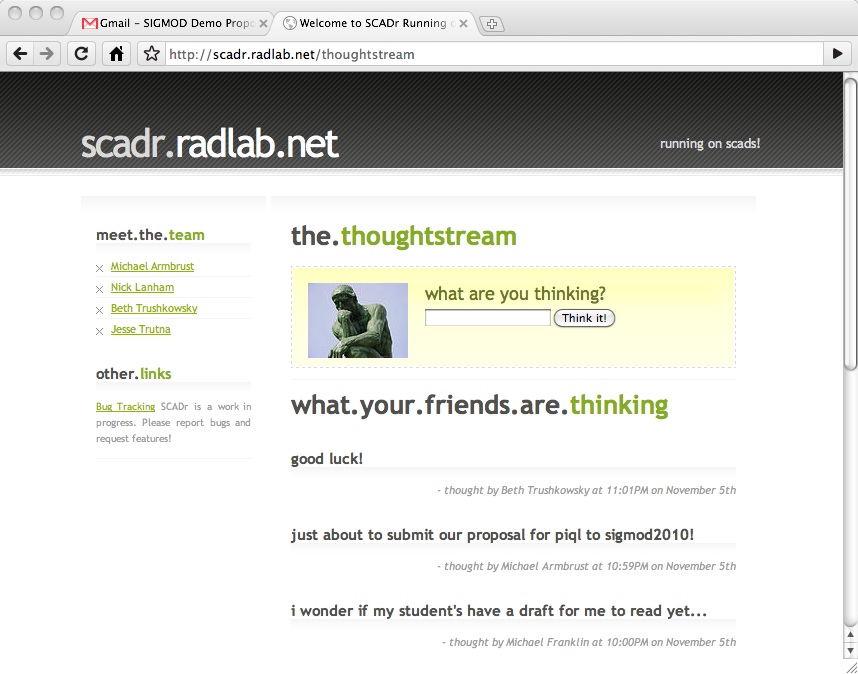 Gmail – SIGMOD Demo Prop
Welcome to SCADr Running
http://scadr.radlab.net/thoughtstream
scadr.radlab.net
running on scads!
meet.the.team
Michael Armbrust
Nick Lanham
Beth Trushkowsky
Jesse Trutna
other.links
Bug Tracking SCADr is a work in
progress. Please report bugs and
request features!
the.thoughtstream
what are you thinking?
Think it!
what.your.friends.are.thinking
good luck!
- thought by Beth Trushkowsky at 11:01PM on November 5th
just about to submit our proposal for piql to sigmod2010!
- thought by Michael Armbrust at 10:59PM on November 5th
i wonder if my student's have a draft for me to read yet...
- thought by Michael Franklin at 10:00PM on November 5th